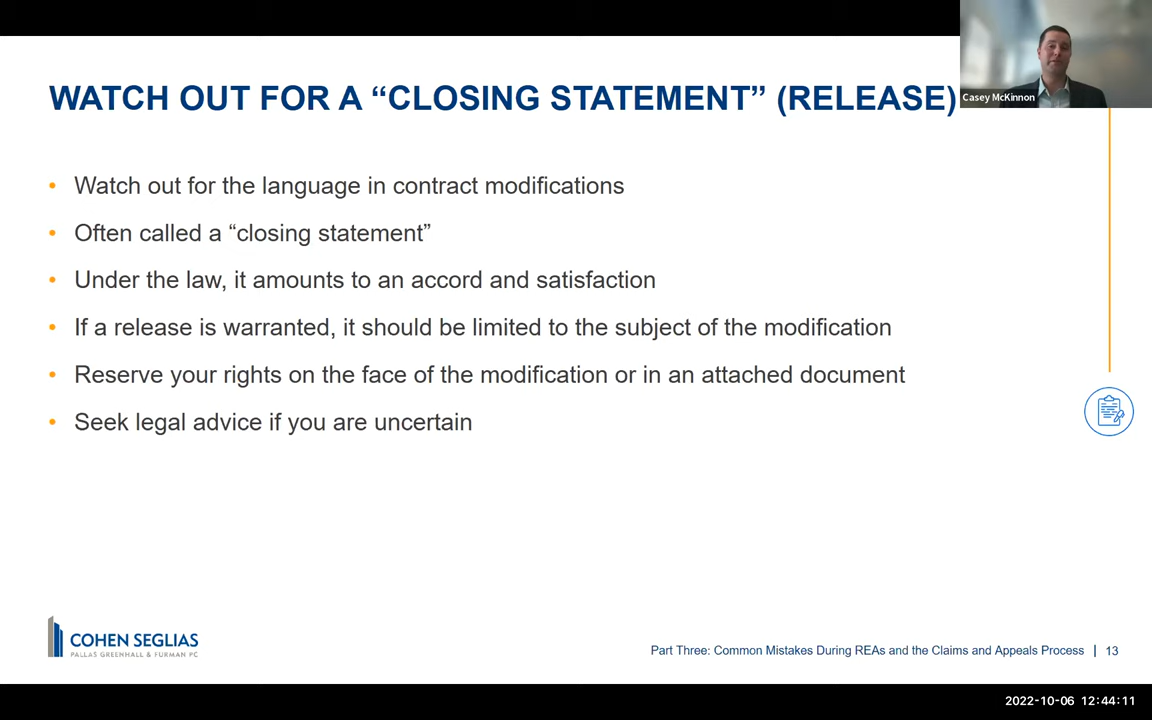 WATCH OUT FOR A “CLOSING STATEMENT” (RELEASE)
Casey McKinnon
• Watch out for the language in contract modifications
• Often called a “closing statement”
• Under the law, it amounts to an accord and satisfaction
• If a release is warranted, it should be limited to the subject of the modification
• Reserve your rights on the face of the modification or in an attached document
• Seek legal advice if you are uncertain
COHEN SEGLIAS
PALLAS GREENHALL & FURMAN PC
Part Three: Common Mistakes During REAs and the Claims and Appeals Process | 13
2022-10-06 12:44:11